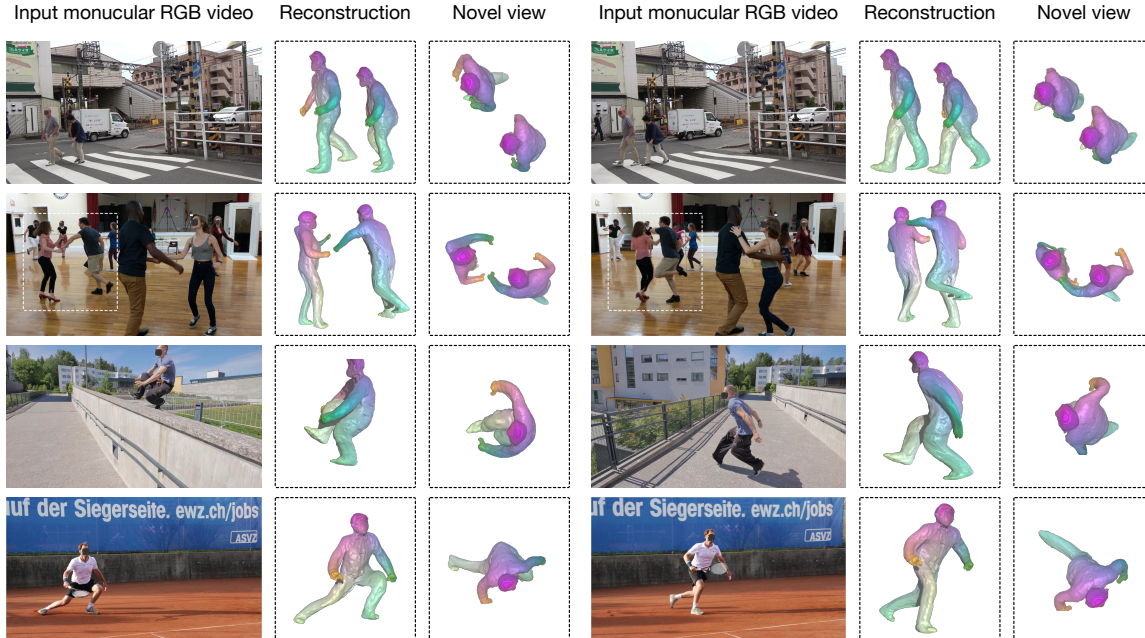 Input monucular RGB video Reconstruction Novel view Input monucular RGB video Reconstruction Novel view
uf der Siegerseite. ewz.ch/jobs
ASVZ
uf der Siegerseite. ewz.ch/jobs
ASVZ